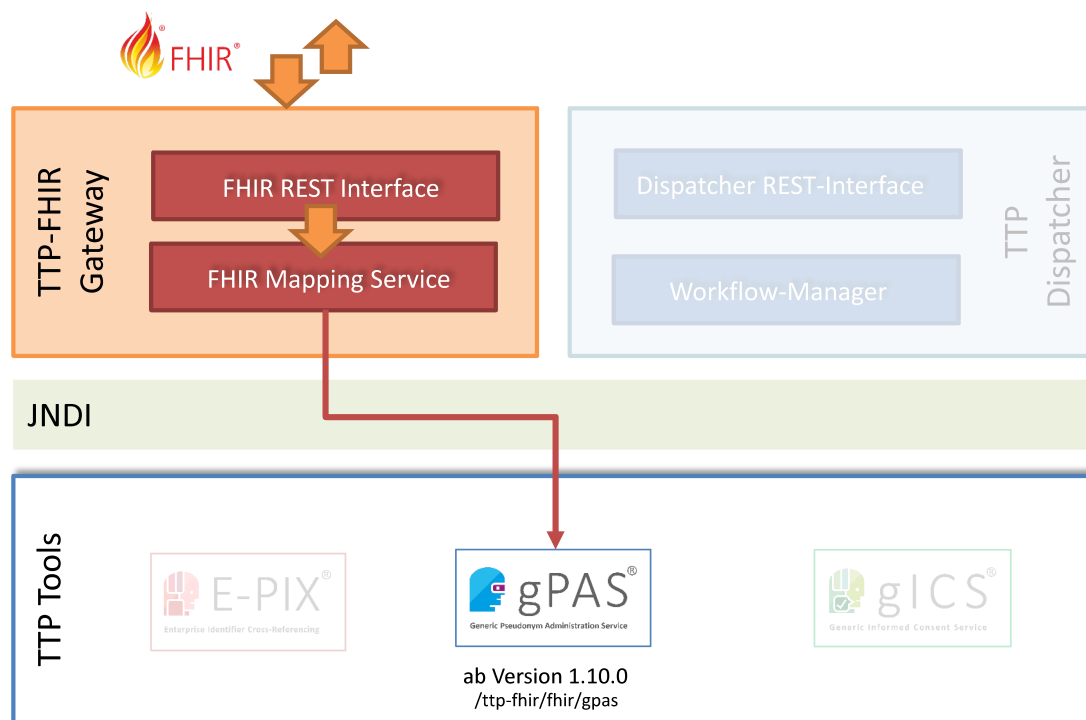 FHIR®
TTP-FHIR
Gateway
FHIR REST Interface
FHIR Mapping Service
Dispatcher REST-Interface
Workflow-Manager
TTP
Dispatcher
JNDI
TTP Tools
E-PIX®
Enterprise Identifier Cross-Referencing
gPAS®
Generic Pseudonym Administration Service
gICS®
Generic Informed Consent Service
ab Version 1.10.0
/ttp-fhir/fhir/gpas